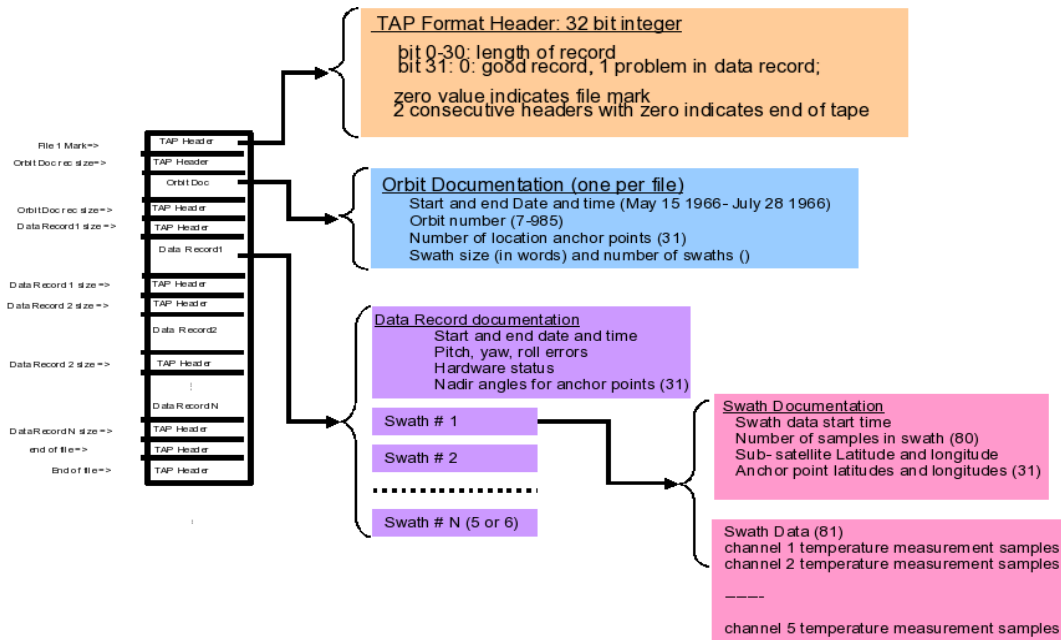 TAP Format Header: 32 bit integer
bit 0-30: length of record
bit 31: 0: good record, 1 problem in data record;
zero value indicates file mark
2 consecutive headers with zero indicates end of tape
File 1 Mark=>
TAP Header
Orbit Doc rec size=>
TAP Header
Orbit Doc
Orbit Doc rec size=>
TAP Header
Data Record1 size=>
TAP Header
Data Record1
Data Record 1 size=>
TAP Header
Data Record 2 size=>
TAP Header
Data Record2
Data Record 2 size=>
TAP Header
Data Record N
Data Record N size=>
TAP Header
end of file=>
TAP Header
End of file=>
TAP Header
Orbit Documentation (one per file)
Start and end Date and time (May 15 1966- July 28 1966)
Orbit number (7-985)
Number of location anchor points (31)
Swath size (in words) and number of swaths ()
Data Record documentation
Start and end date and time
Pitch, yaw, roll errors
Hardware status
Nadir angles for anchor points (31)
Swath # 1
Swath # 2
Swath # N (5 or 6)
Swath Documentation
Swath data start time
Number of samples in swath (80)
Sub- satellite Latitude and longitude
Anchor point latitudes and longitudes (31)
Swath Data (81)
channel 1 temperature measurement samples
channel 2 temperature measurement samples
---------
channel 5 temperature measurement samples